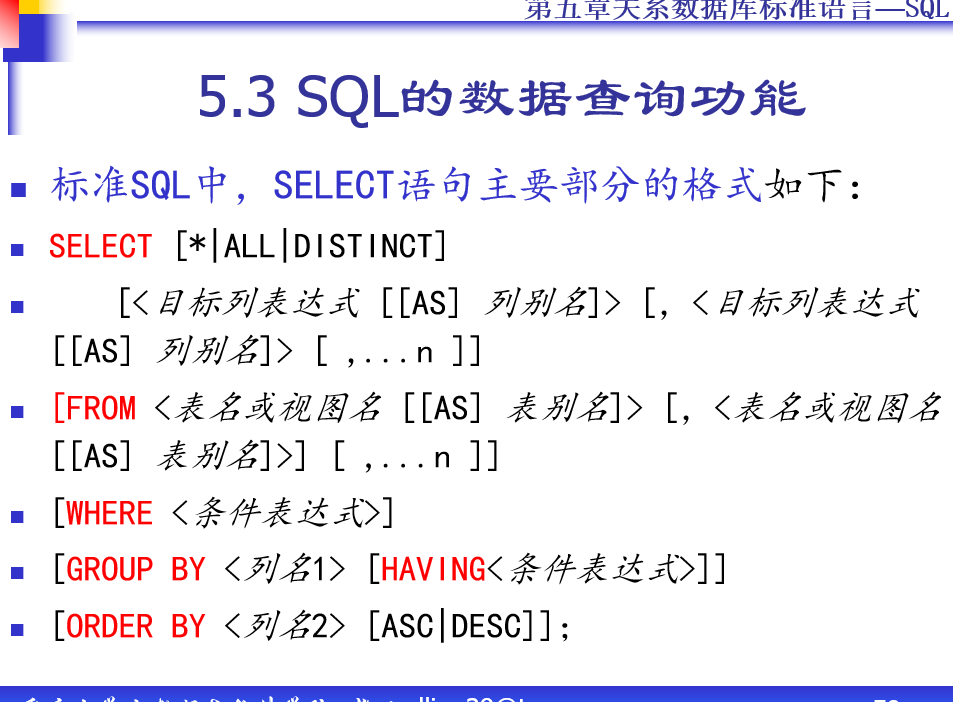 第五章关系数据库标准语言—SQL
5.3 SQL的数据查询功能
标准SQL中，SELECT语句主要部分的格式如下：
SELECT [*|ALL|DISTINCT]
[<目标列表达式 [[AS] 列别名]> [, <目标列表达式
[[AS] 列别名]> [ ,...n ]]
[FROM <表名或视图名 [[AS] 表别名]> [, <表名或视图名
[[AS] 表别名]>] [ ,...n ]]
[WHERE <条件表达式>]
[GROUP BY <列名1> [HAVING<条件表达式>]]
[ORDER BY <列名2> [ASC|DESC]];